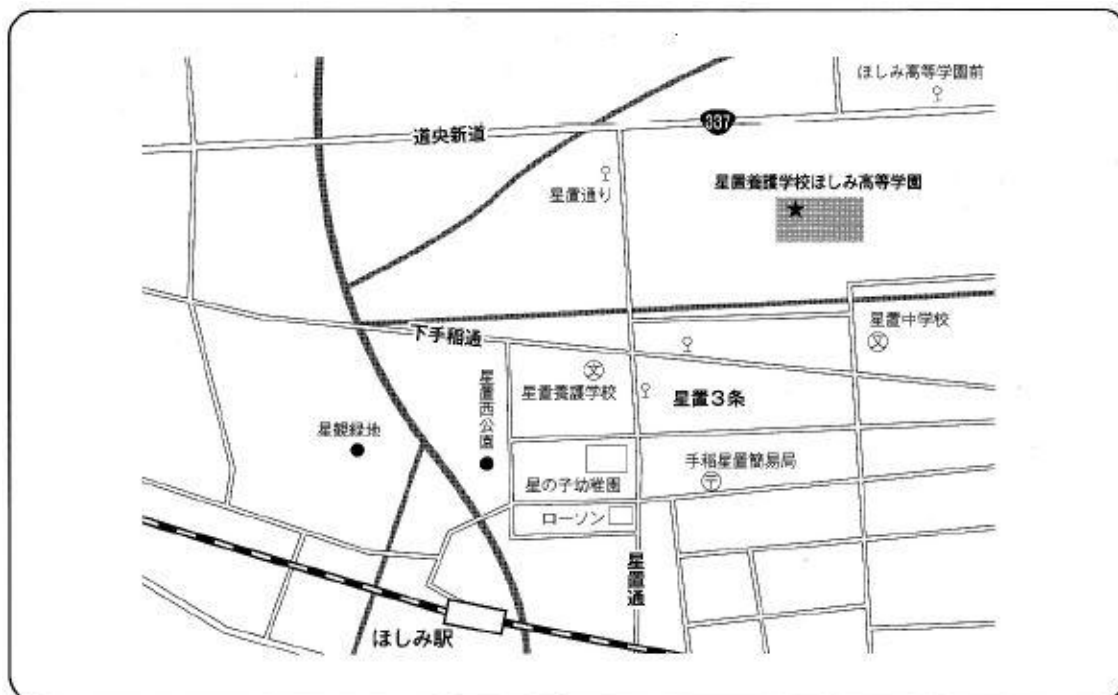 ほしみ高等学園前
337
道央新道
星置養護学校ほしみ高等学園
星置通り
星置中学校
文
下手稲通
文
星置養護学校
星置西公園
星置3条
星観緑地
手稲星置簡易局
〒
星の子幼稚園
ローソン
星置通
ほしみ駅